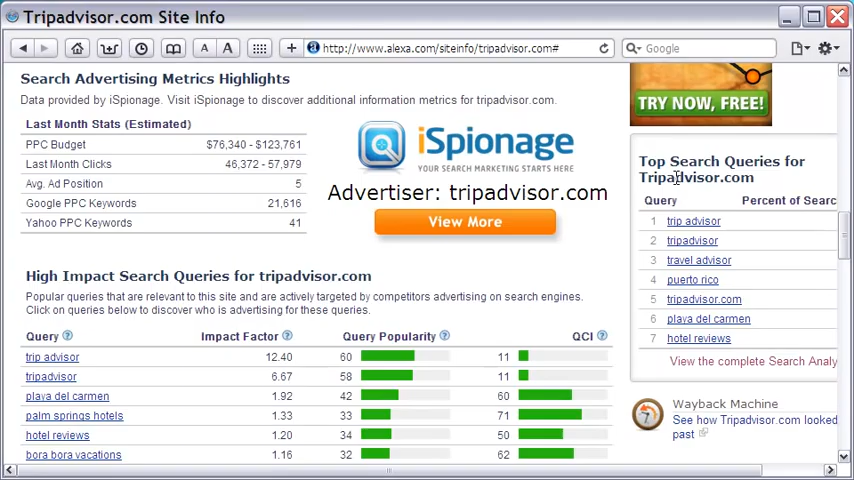 Tripadvisor.com Site Info
A A
http://www.alexa.com/siteinfo/tripadvisor.com#
Google
Search Advertising Metrics Highlights
Data provided by iSpionage. Visit iSpionage to discover additional information metrics for tripadvisor.com.
Last Month Stats (Estimated)
PPC Budget $76,340 - $123,761
Last Month Clicks 46,372 - 57,979
Avg. Ad Position 5
Google PPC Keywords 21,616
Yahoo PPC Keywords 41
iSpionage
YOUR SEARCH MARKETING STARTS HERE
Advertiser: tripadvisor.com
View More
High Impact Search Queries for tripadvisor.com
Popular queries that are relevant to this site and are actively targeted by competitors advertising on search engines.
Click on queries below to discover who is advertising for these queries.
Query ? Impact Factor ? Query Popularity ? QCI ?
trip advisor 12.40 60 11
tripadvisor 6.67 58 11
playa del carmen 1.92 42 60
palm springs hotels 1.33 33 71
hotel reviews 1.20 34 50
bora bora vacations 1.16 32 62
TRY NOW, FREE!
Top Search Queries for
Tripadvisor.com
Query Percent of Searc
1 trip advisor
2 tripadvisor
3 travel advisor
4 puerto rico
5 tripadvisor.com
6 playa del carmen
7 hotel reviews
View the complete Search Analy
Wayback Machine
See how Tripadvisor.com looked
past